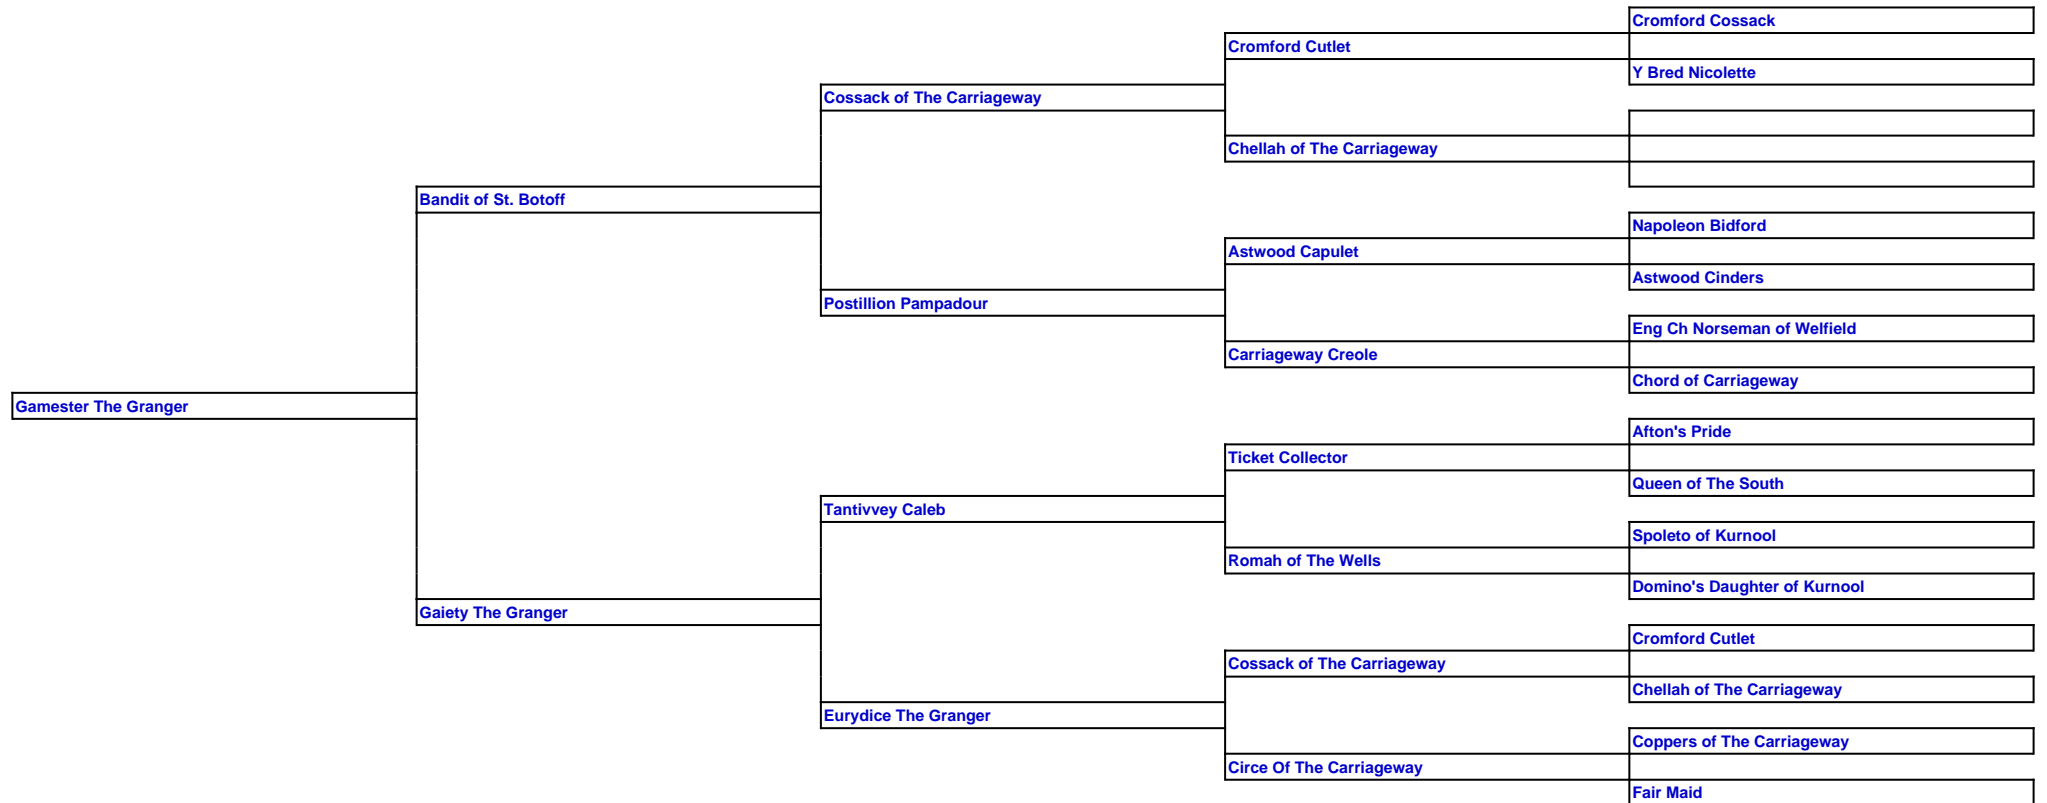 Cromford Cossack
Cromford Cutlet
Y Bred Nicolette
Cossack of The Carriageway
Chellah of The Carriageway
Bandit of St. Botoff
Napoleon Bidford
Astwood Capulet
Astwood Cinders
Postillion Pampadour
Eng Ch Norseman of Welfield
Carriageway Creole
Chord of Carriageway
Gamester The Granger
Afton's Pride
Ticket Collector
Queen of The South
Tantivvey Caleb
Spoleto of Kurnool
Romah of The Wells
Domino's Daughter of Kurnool
Gaiety The Granger
Cromford Cutlet
Cossack of The Carriageway
Chellah of The Carriageway
Eurydice The Granger
Coppers of The Carriageway
Circe Of The Carriageway
Fair Maid